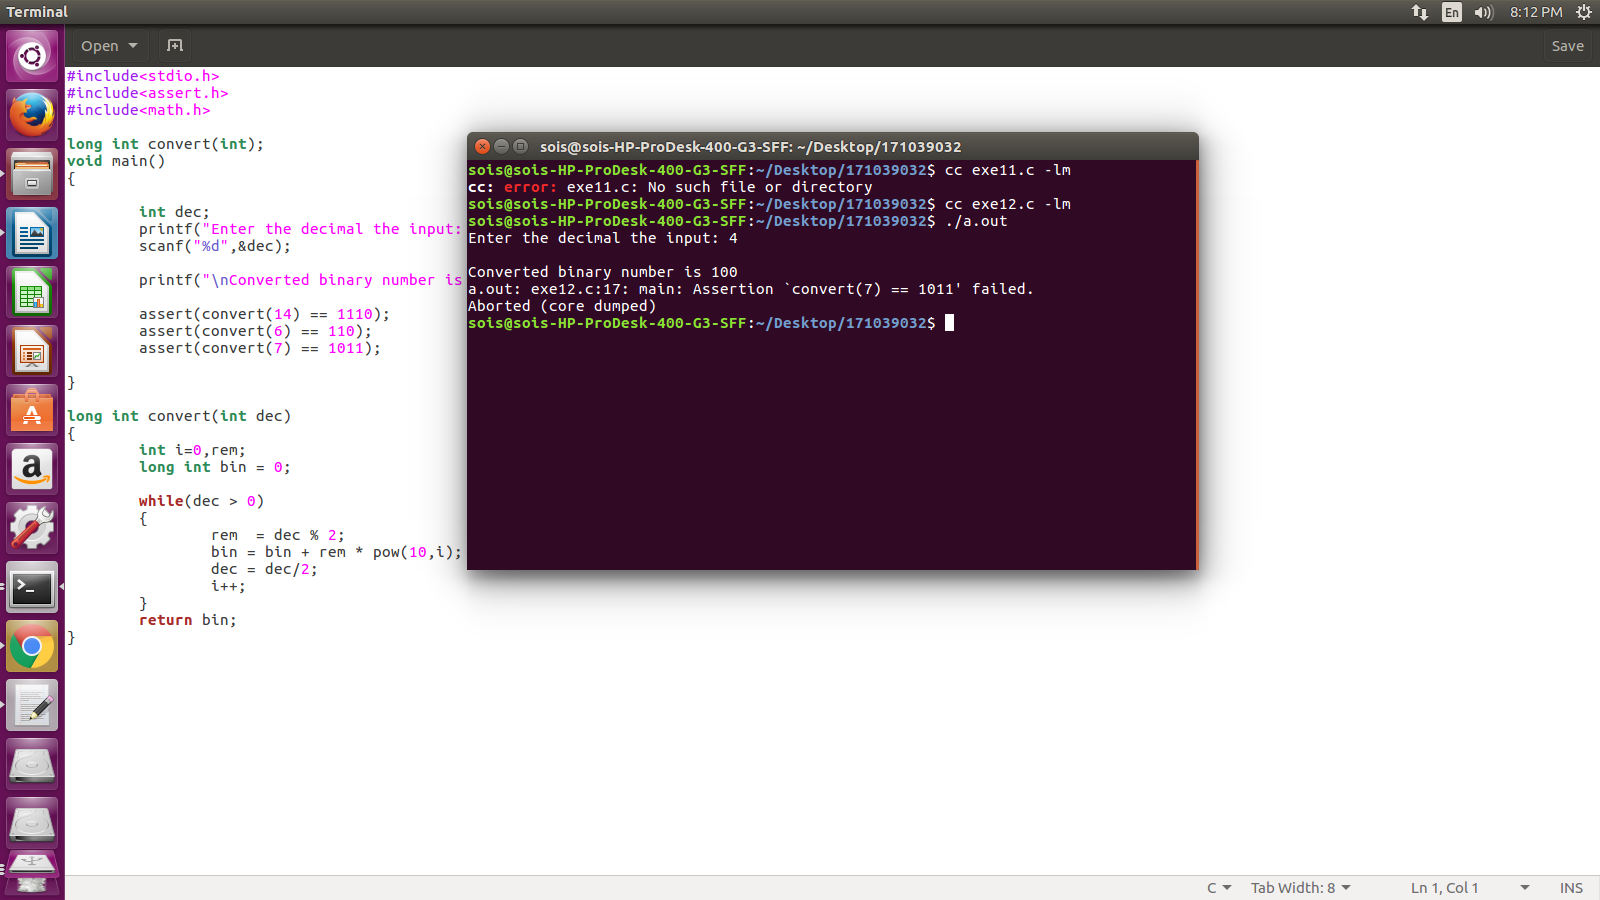 Terminal
En
8:12 PM
Open
Save
#include<stdio.h>
#include<assert.h>
#include<math.h>
long int convert(int);
void main()
{
int dec;
printf("Enter the decimal the input:
scanf("%d",&dec);
printf("\nConverted binary number is
assert(convert(14) == 1110);
assert(convert(6) == 110);
assert(convert(7) == 1011);
}
long int convert(int dec)
{
int i=0,rem;
long int bin = 0;
while(dec > 0)
{
rem  = dec % 2;
bin = bin + rem * pow(10,i);
dec = dec/2;
i++;
}
return bin;
}
sois@sois-HP-ProDesk-400-G3-SFF: ~/Desktop/171039032
sois@sois-HP-ProDesk-400-G3-SFF:~/Desktop/171039032$ cc exe11.c -lm
cc: error: exe11.c: No such file or directory
sois@sois-HP-ProDesk-400-G3-SFF:~/Desktop/171039032$ cc exe12.c -lm
sois@sois-HP-ProDesk-400-G3-SFF:~/Desktop/171039032$ ./a.out
Enter the decimal the input: 4
Converted binary number is 100
a.out: exe12.c:17: main: Assertion `convert(7) == 1011' failed.
Aborted (core dumped)
sois@sois-HP-ProDesk-400-G3-SFF:~/Desktop/171039032$
C
Tab Width: 8
Ln 1, Col 1
INS